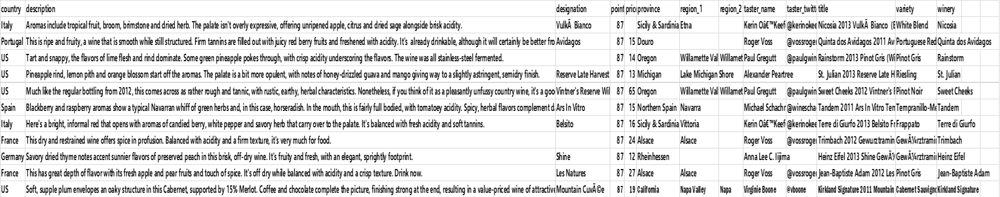 country description designation point price province region_1 region_2 taster_name taster_twitt title variety winery
Italy Aromas include tropical fruit, broom, brimstone and dried herb. The palate isn't overly expressive, offering unripened apple, citrus and dried sage alongside brisk acidity. VulkÃ Bianco 87 Sicily & Sardinia Etna Kerin Oâ€™Keef @kerinokee Nicosia 2013 VulkÃ Bianco (E White Blend Nicosia
Portugal This is ripe and fruity, a wine that is smooth while still structured. Firm tannins are filled out with juicy red berry fruits and freshened with acidity. It's already drinkable, although it will certainly be better fro Avidagos 87 15 Douro Roger Voss @vossroger Quinta dos Avidagos 2011 Av Portuguese Red Quinta dos Avidagos
US Tart and snappy, the flavors of lime flesh and rind dominate. Some green pineapple pokes through, with crisp acidity underscoring the flavors. The wine was all stainless-steel fermented. 87 14 Oregon Willamette Val Willamet Paul Gregutt @paulgwin Rainstorm 2013 Pinot Gris (Wi Pinot Gris Rainstorm
US Pineapple rind, lemon pith and orange blossom start off the aromas. The palate is a bit more opulent, with notes of honey-drizzled guava and mango giving way to a slightly astringent, semidry finish. Reserve Late Harvest 87 13 Michigan Lake Michigan Shore Alexander Peartree St. Julian 2013 Reserve Late H Riesling St. Julian
US Much like the regular bottling from 2012, this comes across as rather rough and tannic, with rustic, earthy, herbal characteristics. Nonetheless, if you think of it as a pleasantly unfussy country wine, it's a goo Vintner's Reserve Wil 87 65 Oregon Willamette Val Willamet Paul Gregutt @paulgwin Sweet Cheeks 2012 Vintner's Pinot Noir Sweet Cheeks
Spain Blackberry and raspberry aromas show a typical Navarran whiff of green herbs and, in this case, horseradish. In the mouth, this is fairly full bodied, with tomatoey acidity. Spicy, herbal flavors complement d Ars In Vitro 87 15 Northern Spain Navarra Michael Schachn @winescha Tandem 2011 Ars In Vitro Tem Tempranillo-Me Tandem
Italy Here's a bright, informal red that opens with aromas of candied berry, white pepper and savory herb that carry over to the palate. It's balanced with fresh acidity and soft tannins. Belsito 87 16 Sicily & Sardinia Vittoria Kerin Oâ€™Keef @kerinokee Terre di Giurfo 2013 Belsito Fr Frappato Terre di Giurfo
France This dry and restrained wine offers spice in profusion. Balanced with acidity and a firm texture, it's very much for food. 87 24 Alsace Alsace Roger Voss @vossroger Trimbach 2012 Gewurztramin GewÃ¼rztramin Trimbach
Germany Savory dried thyme notes accent sunnier flavors of preserved peach in this brisk, off-dry wine. It's fruity and fresh, with an elegant, sprightly footprint. Shine 87 12 Rheinhessen Anna Lee C. Iijima Heinz Eifel 2013 Shine GewÃ¼ GewÃ¼rztramin Heinz Eifel
France This has great depth of flavor with its fresh apple and pear fruits and touch of spice. It's off dry while balanced with acidity and a crisp texture. Drink now. Les Natures 87 27 Alsace Alsace Roger Voss @vossroger Jean-Baptiste Adam 2012 Les Pinot Gris Jean-Baptiste Adam
US Soft, supple plum envelopes an oaky structure in this Cabernet, supported by 15% Merlot. Coffee and chocolate complete the picture, finishing strong at the end, resulting in a value-priced wine of attractive Mountain CuvÃ©e 87 19 California Napa Valley Napa Virginie Boone @vboone Kirkland Signature 2011 Mountain Cabernet Sauvigno Kirkland Signature